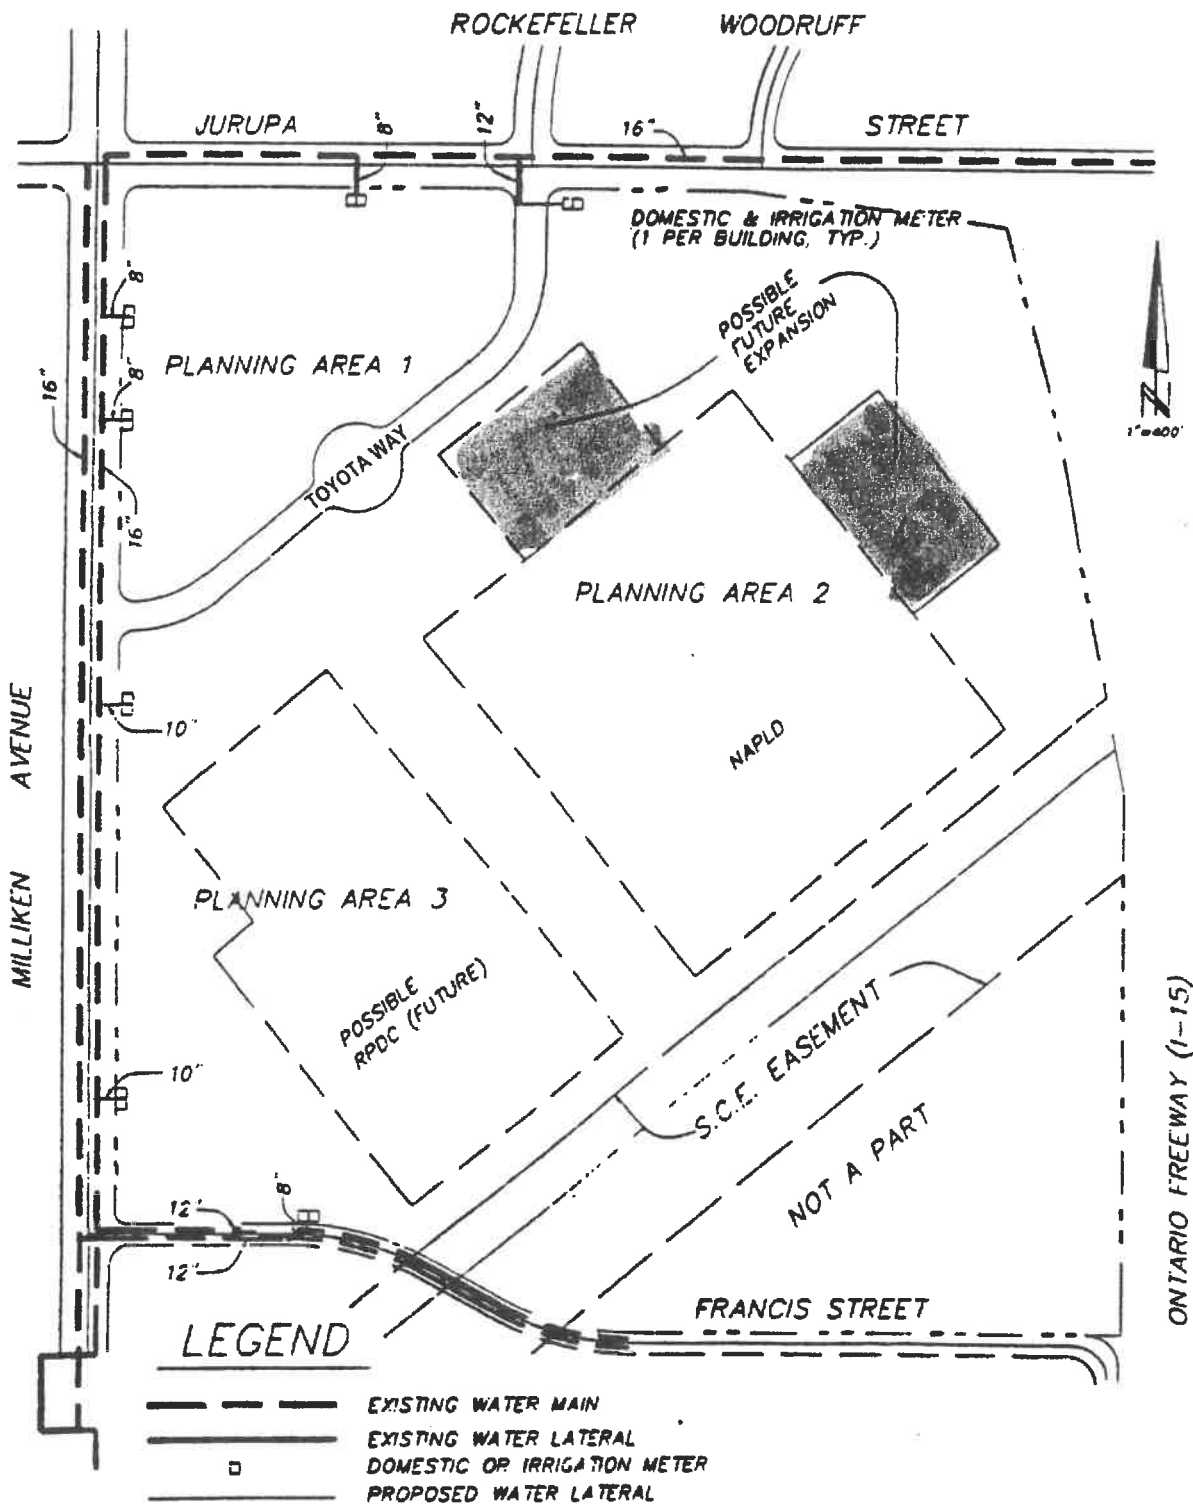 ROCKEFELLER
WOODRUFF
JURUPA
8"
12"
16"
STREET
DOMESTIC & IRRIGATION METER
(1 PER BUILDING, TYP.)
8"
POSSIBLE
FUTURE
EXPANSION
PLANNING AREA 1
8"
16"
1"=400'
TOYOTA WAY
16"
PLANNING AREA 2
10"
NAPLD
MILLIKEN AVENUE
PLANNING AREA 3
POSSIBLE
RPDC (FUTURE)
S.C.E. EASEMENT
10"
NOT A PART
ONTARIO FREEWAY (I-15)
8"
12"
12"
FRANCIS STREET
LEGEND
EXISTING WATER MAIN
EXISTING WATER LATERAL
DOMESTIC OR IRRIGATION METER
PROPOSED WATER LATERAL